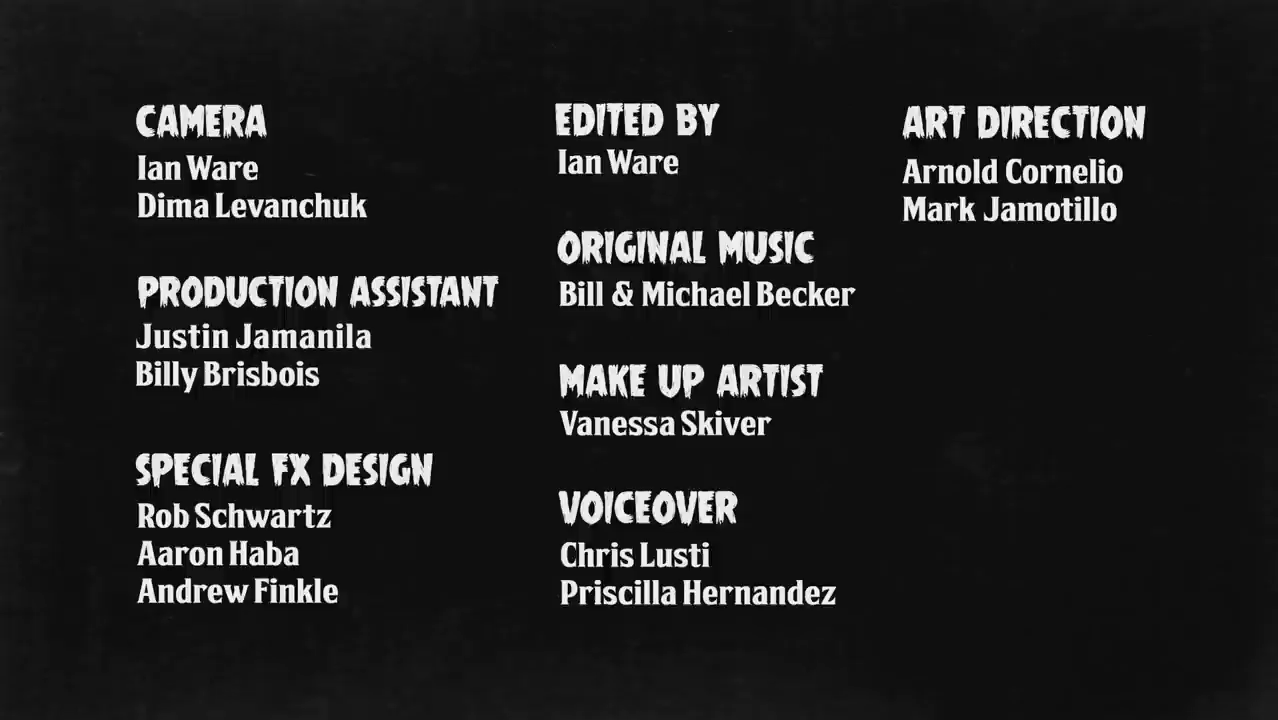 CAMERA
Ian Ware
Dima Levanchuk
PRODUCTION ASSISTANT
Justin Jamanila
Billy Brisbois
SPECIAL FX DESIGN
Rob Schwartz
Aaron Haba
Andrew Finkle
EDITED BY
Ian Ware
ORIGINAL MUSIC
Bill & Michael Becker
MAKE UP ARTIST
Vanessa Skiver
VOICEOVER
Chris Lusti
Priscilla Hernandez
ART DIRECTION
Arnold Cornelio
Mark Jamotillo